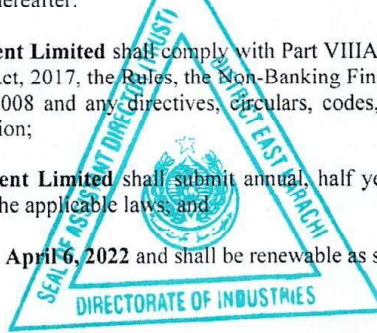 hereafter.
ent Limited shall comply with Part VIIIA
ct, 2017, the Rules, the Non-Banking Fin
2008 and any directives, circulars, codes,
ion;
ent Limited shall submit annual, half ye
he applicable laws; and
April 6, 2022 and shall be renewable as s
SEAL OF ASSISTANT DIRECTOR (TRUST)
DISTRICT EAST KARACHI
DIRECTORATE OF INDUSTRIES